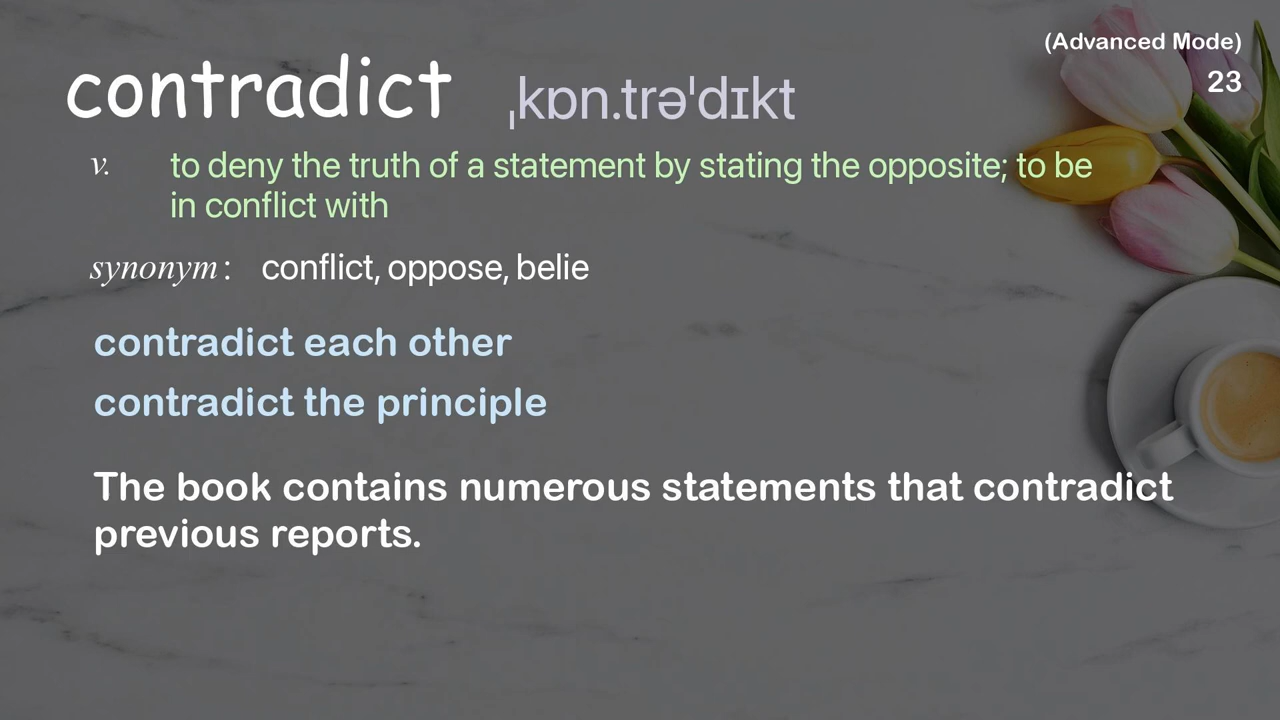 (Advanced Mode)
23
contradict ˌkɒn.trəˈdɪkt
v. to deny the truth of a statement by stating the opposite; to be
in conflict with
synonym: conflict, oppose, belie
contradict each other
contradict the principle
The book contains numerous statements that contradict
previous reports.